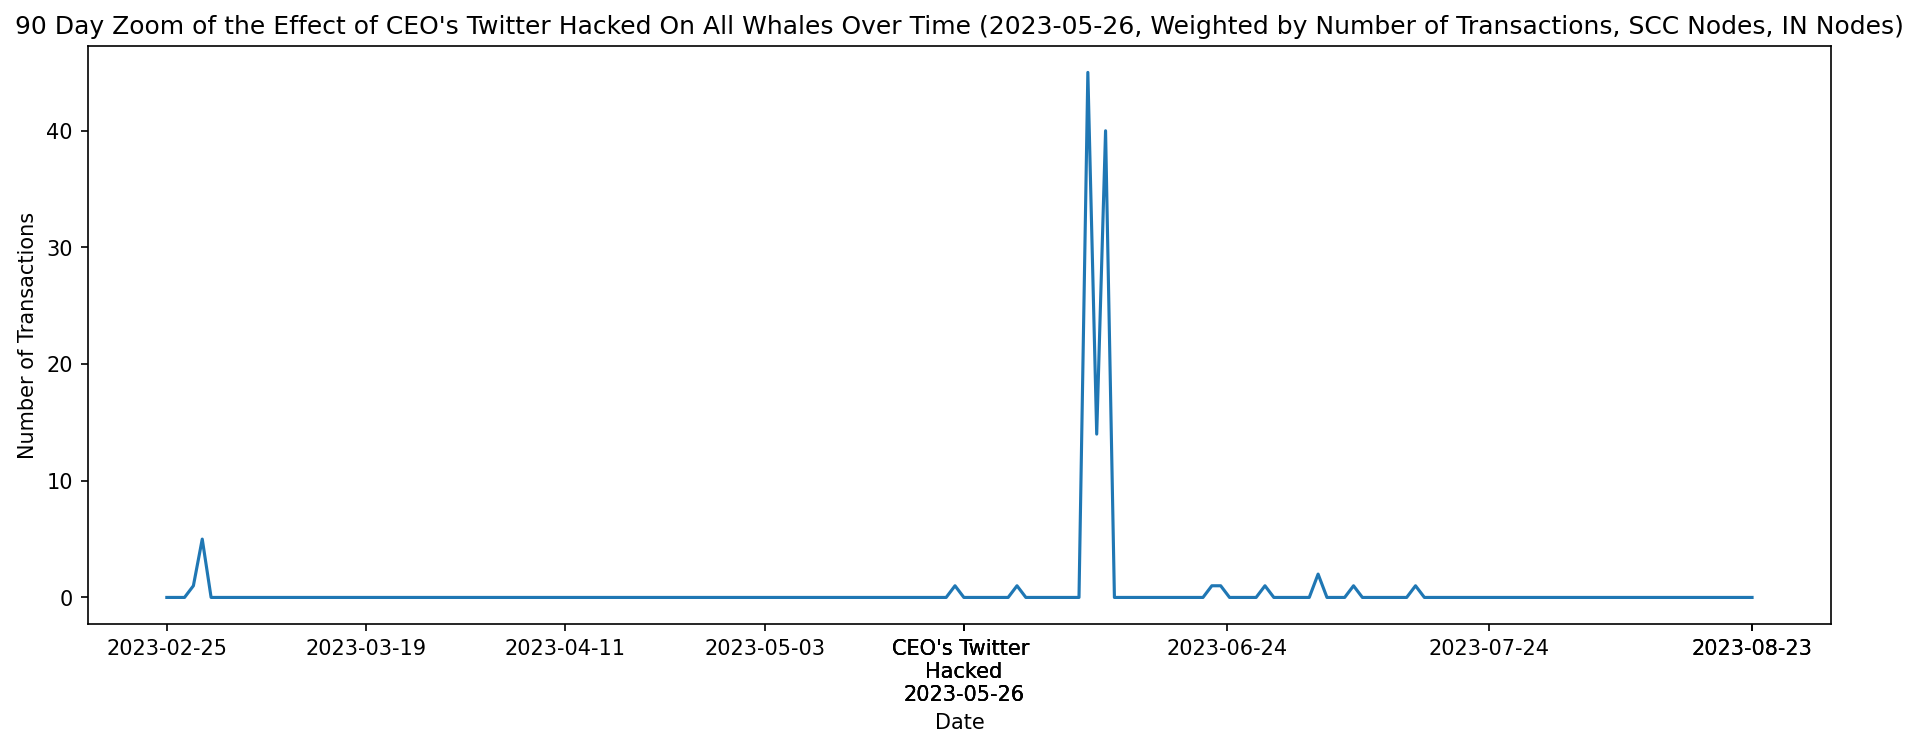 90 Day Zoom of the Effect of CEO's Twitter Hacked On All Whales Over Time (2023-05-26, Weighted by Number of Transactions, SCC Nodes, IN Nodes)
Number of Transactions
40
30
20
10
0
2023-02-25
2023-03-19
2023-04-11
2023-05-03
CEO's Twitter
Hacked
2023-05-26
2023-06-24
2023-07-24
2023-08-23
Date